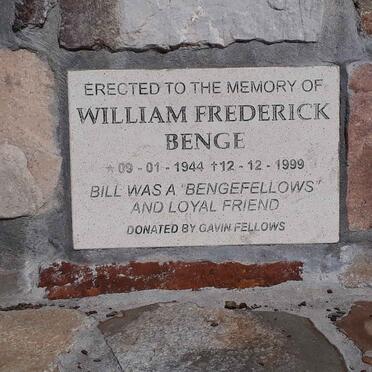 ERECTED TO THE MEMORY OF
WILLIAM FREDERICK
BENGE
☆ 09 - 01 - 1944 ✝ 12 - 12 - 1999
BILL WAS A "BENGEFELLOWS"
AND LOYAL FRIEND
DONATED BY GAVIN FELLOWS